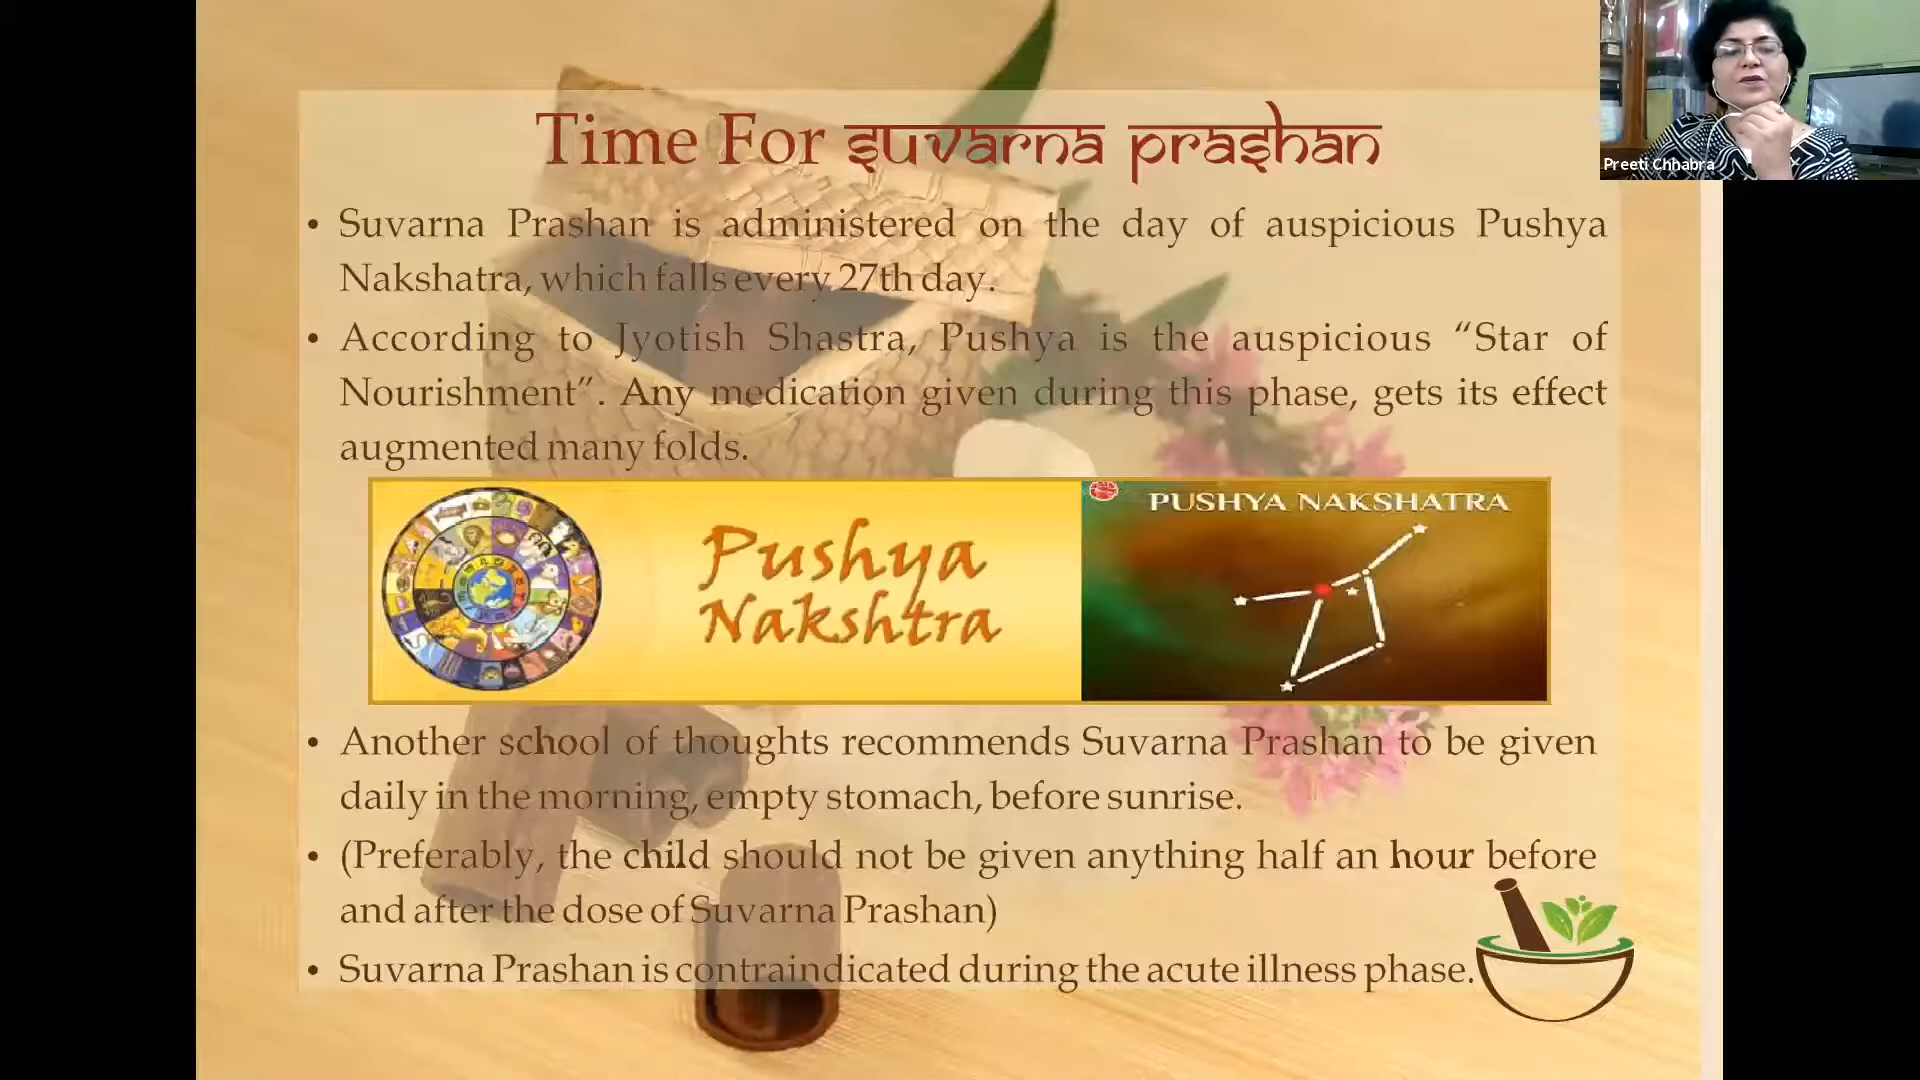 Time For suvarna prashan
Preeti Chhabra
• Suvarna Prashan is administered on the day of auspicious Pushya
Nakshatra, which falls every 27th day.
• According to Jyotish Shastra, Pushya is the auspicious “Star of
Nourishment”. Any medication given during this phase, gets its effect
augmented many folds.
Pushya
Nakshtra
PUSHYA NAKSHATRA
• Another school of thoughts recommends Suvarna Prashan to be given
daily in the morning, empty stomach, before sunrise.
• (Preferably, the child should not be given anything half an hour before
and after the dose of Suvarna Prashan)
• Suvarna Prashan is contraindicated during the acute illness phase.